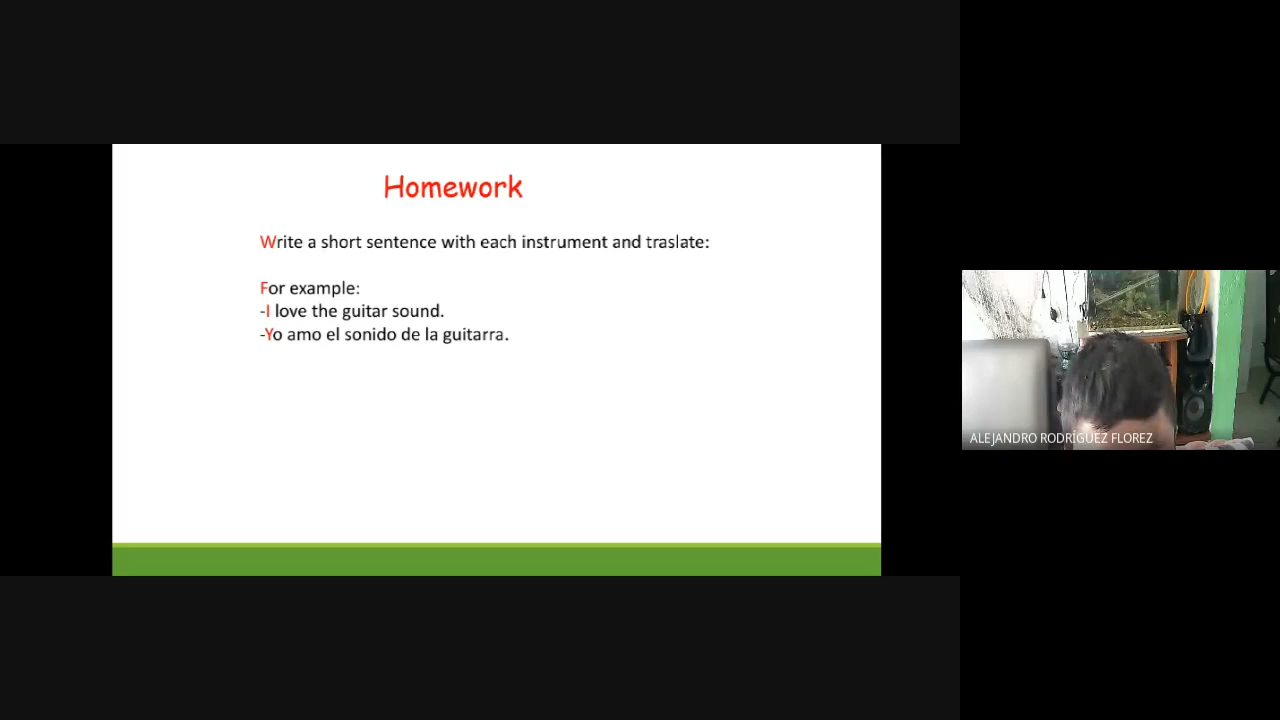 Homework
Write a short sentence with each instrument and traslate:
For example:
-I love the guitar sound.
-Yo amo el sonido de la guitarra.
ALEJANDRO RODRÍGUEZ FLOREZ